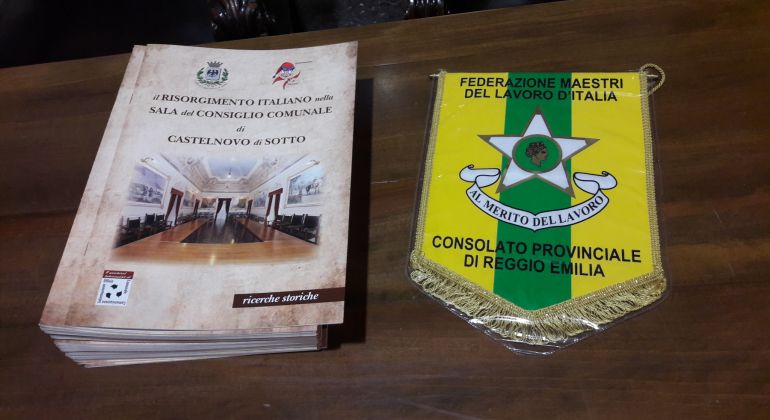 il RISORGIMENTO ITALIANO nella
SALA del CONSIGLIO COMUNALE
di
CASTELNOVO di SOTTO
ricerche storiche
FEDERAZIONE MAESTRI
DEL LAVORO D'ITALIA
AL MERITO DEL LAVORO
CONSOLATO PROVINCIALE
DI REGGIO EMILIA